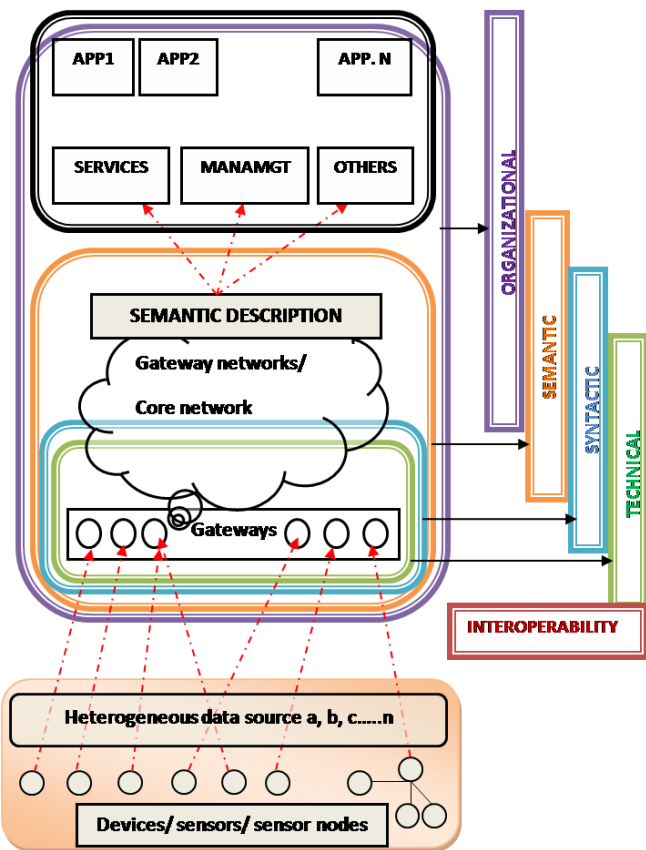 APP1
APP2
APP. N
SERVICES
MANAMGT
OTHERS
SEMANTIC DESCRIPTION
Gateway networks/
Core network
Gateways
ORGANIZATIONAL
SEMANTIC
SYNTACTIC
TECHNICAL
INTEROPERABILITY
Heterogeneous data source a, b, c.....n
Devices/ sensors/ sensor nodes